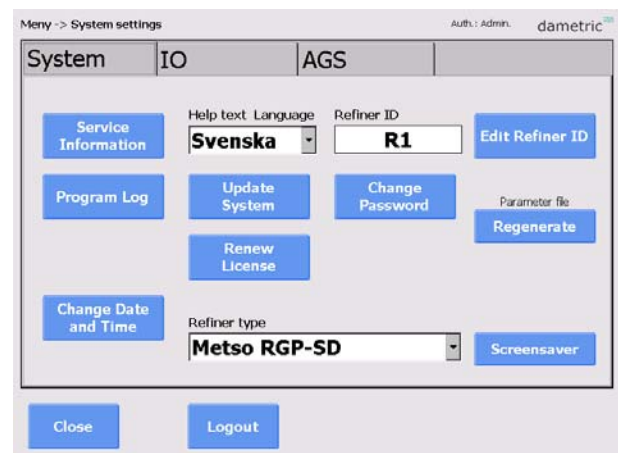 Meny -> System settings
Auth.: Admin.
dametric
System
IO
AGS
Service
Information
Help text Language
Svenska
Refiner ID
R1
Edit Refiner ID
Program Log
Update
System
Change
Password
Parameter file
Regenerate
Renew
License
Change Date
and Time
Refiner type
Metso RGP-SD
Screensaver
Close
Logout